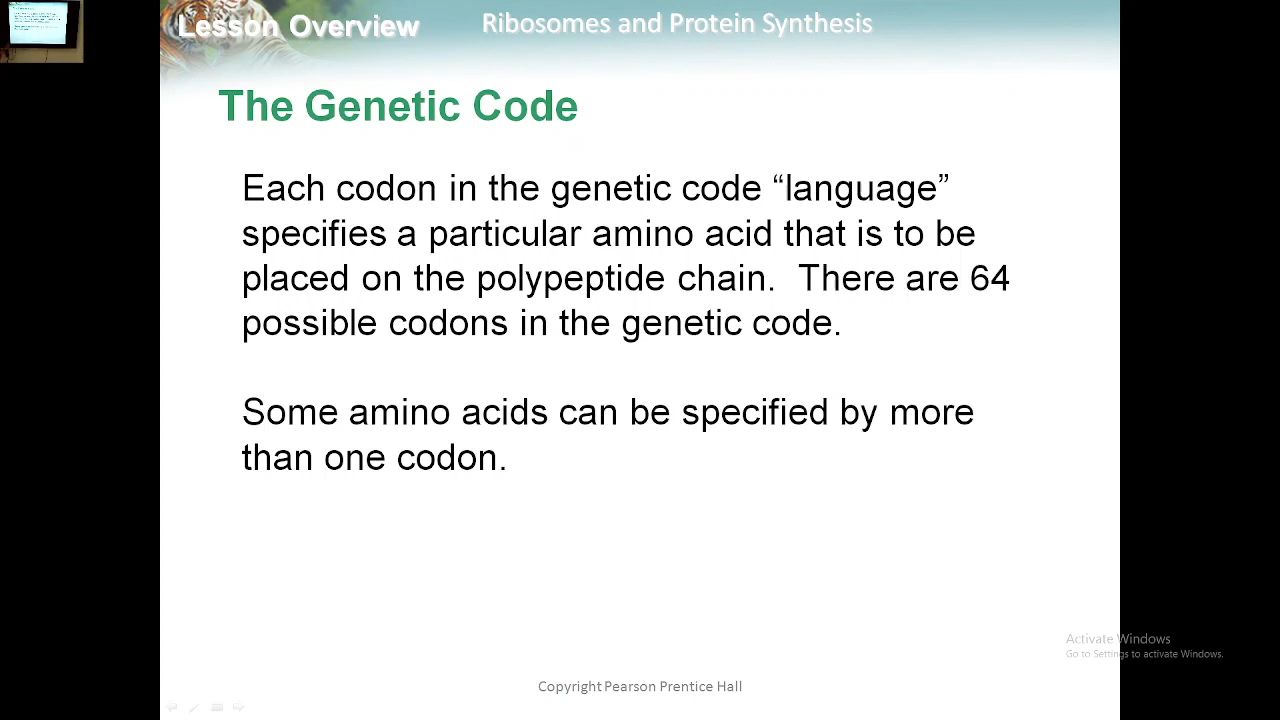 Lesson Overview
Ribosomes and Protein Synthesis
The Genetic Code
Each codon in the genetic code “language”
specifies a particular amino acid that is to be
placed on the polypeptide chain. There are 64
possible codons in the genetic code.
Some amino acids can be specified by more
than one codon.
Activate Windows
Go to Settings to activate Windows.
Copyright Pearson Prentice Hall